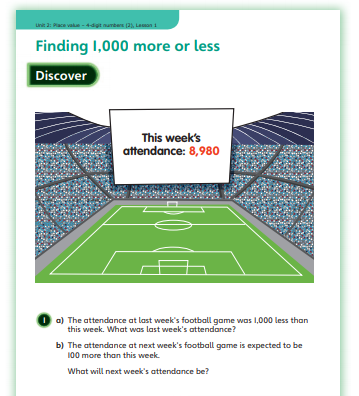 Unit 2: Place value – 4-digit numbers (2), Lesson 1
Finding 1,000 more or less
Discover
This week's
attendance: 8,980
1 a) The attendance at last week's football game was 1,000 less than
this week. What was last week's attendance?
b) The attendance at next week's football game is expected to be
100 more than this week.
What will next week's attendance be?